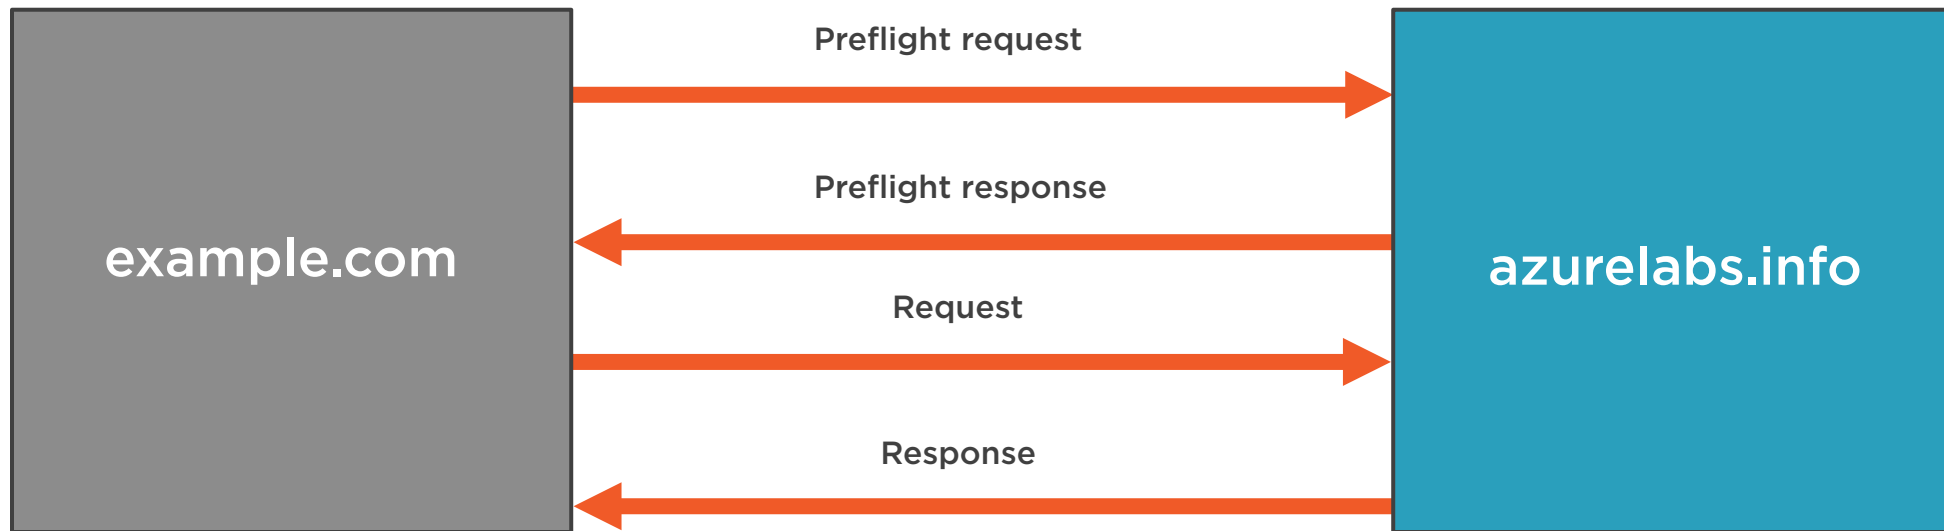 Preflight request
Preflight response
example.com
azurelabs.info
Request
Response